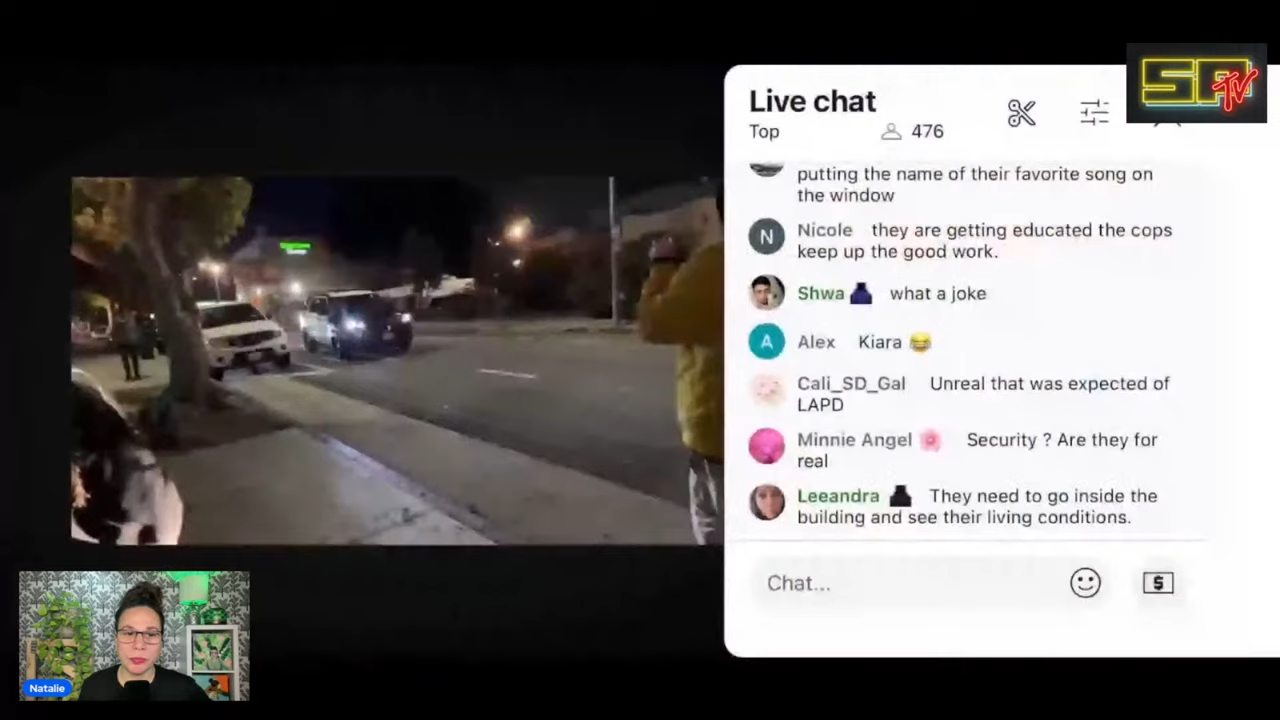 SPTV
Live chat
Top
476
putting the name of their favorite song on
the window
N
Nicole they are getting educated the cops
keep up the good work.
Shwa what a joke
A
Alex Kiara 😂
Cali_SD_Gal Unreal that was expected of
LAPD
Minnie Angel 🌸 Security ? Are they for
real
Leeandra They need to go inside the
building and see their living conditions.
Chat...
$
Natalie